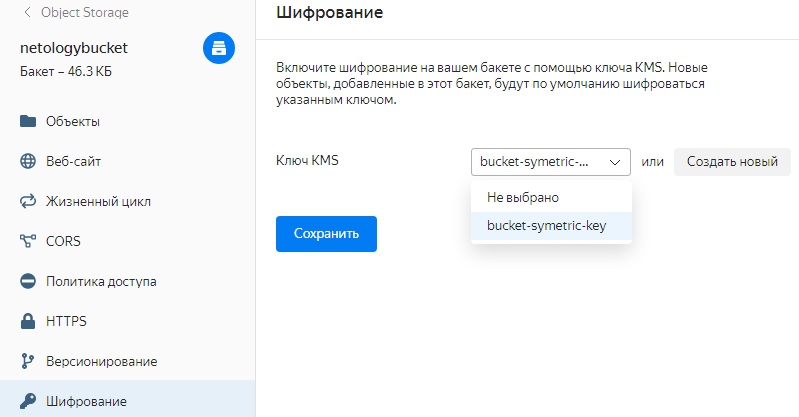 Object Storage
netologybucket
Бакет – 46.3 КБ
Объекты
Веб-сайт
Жизненный цикл
CORS
Политика доступа
HTTPS
Версионирование
Шифрование
Шифрование
Включите шифрование на вашем бакете с помощью ключа KMS. Новые
объекты, добавленные в этот бакет, будут по умолчанию шифроваться
указанным ключом.
Ключ KMS bucket-symetric-... или Создать новый
Не выбрано
bucket-symetric-key
Сохранить